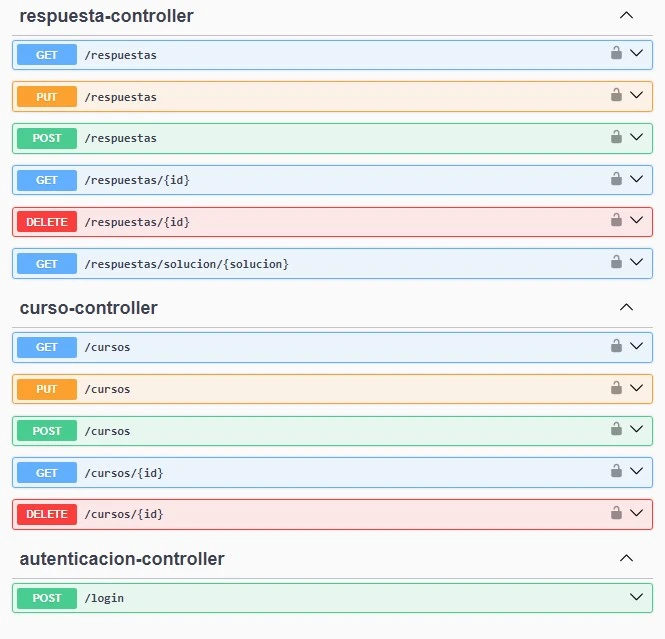 respuesta-controller
GET /respuestas
PUT /respuestas
POST /respuestas
GET /respuestas/{id}
DELETE /respuestas/{id}
GET /respuestas/solucion/{solucion}
curso-controller
GET /cursos
PUT /cursos
POST /cursos
GET /cursos/{id}
DELETE /cursos/{id}
autenticacion-controller
POST /login